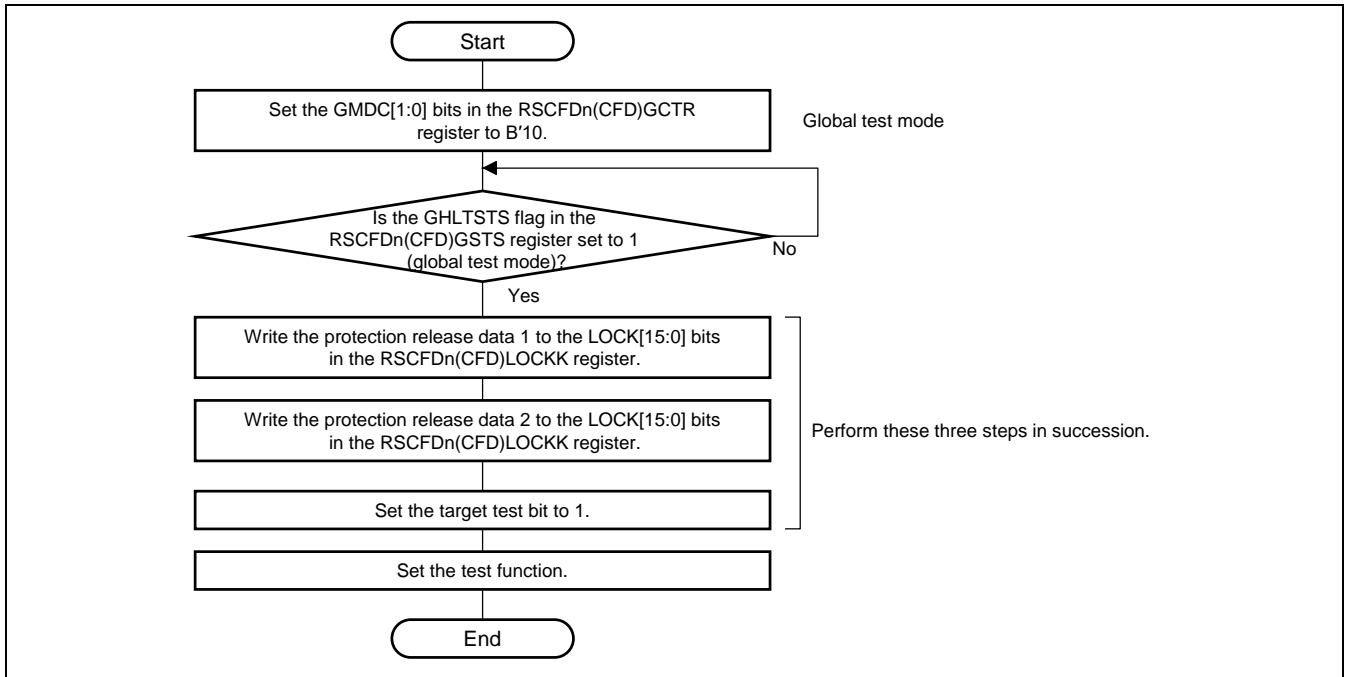 Start
Set the GMDC[1:0] bits in the RSCFDn(CFD)GCTR
register to B′10.
Global test mode
Is the GHLTSTS flag in the
RSCFDn(CFD)GSTS register set to 1
(global test mode)?
No
Yes
Write the protection release data 1 to the LOCK[15:0] bits
in the RSCFDn(CFD)LOCKK register.
Write the protection release data 2 to the LOCK[15:0] bits
in the RSCFDn(CFD)LOCKK register.
Perform these three steps in succession.
Set the target test bit to 1.
Set the test function.
End